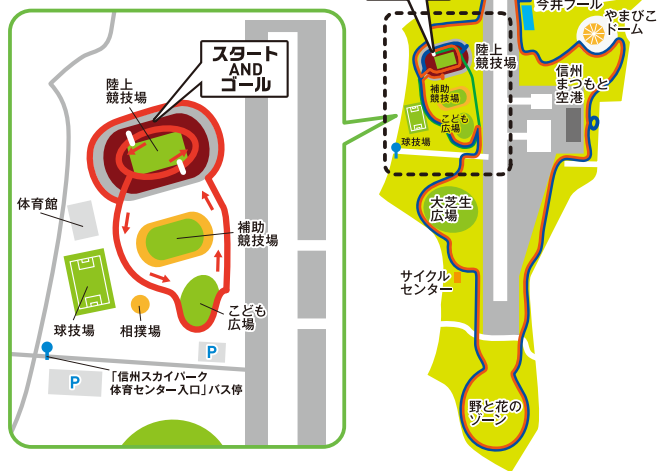 スタート
AND
ゴール
陸上
競技場
体育館
補助
競技場
球技場
相撲場
こども
広場
P
P
「信州スカイパーク
体育センター入口」バス停
今井プール
やまびこ
ドーム
陸上
競技場
信州
まつもと
空港
補助
競技場
こども
広場
球技場
大芝生
広場
サイクル
センター
野と花の
ゾーン